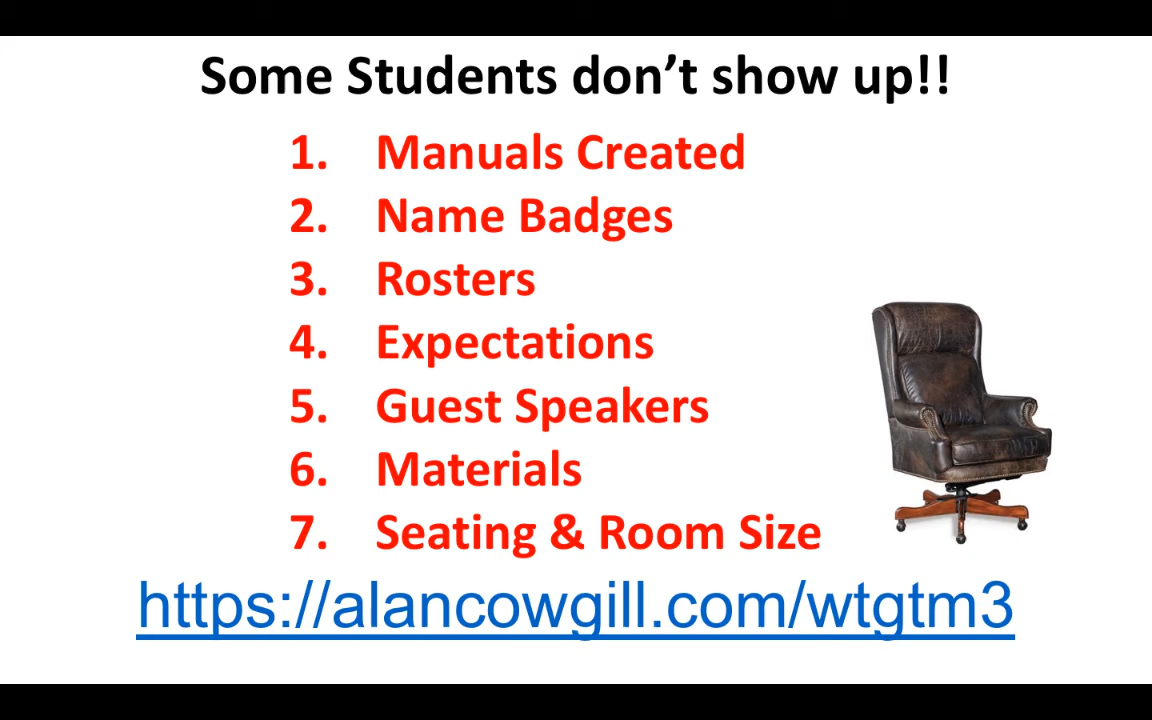 Some Students don’t show up!!
1. Manuals Created
2. Name Badges
3. Rosters
4. Expectations
5. Guest Speakers
6. Materials
7. Seating & Room Size
https://alancowgill.com/wtgtm3